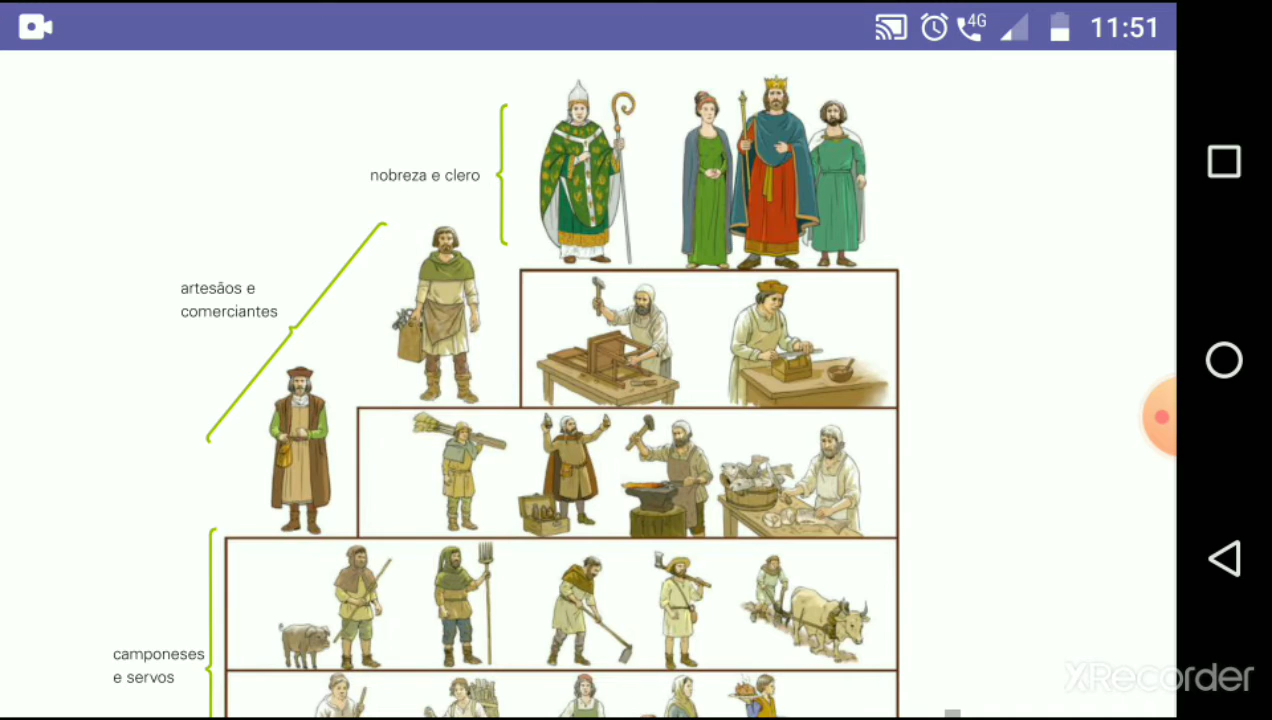 4G 11:51
nobreza e clero
artesãos e
comerciantes
camponeses
e servos
XRecorder